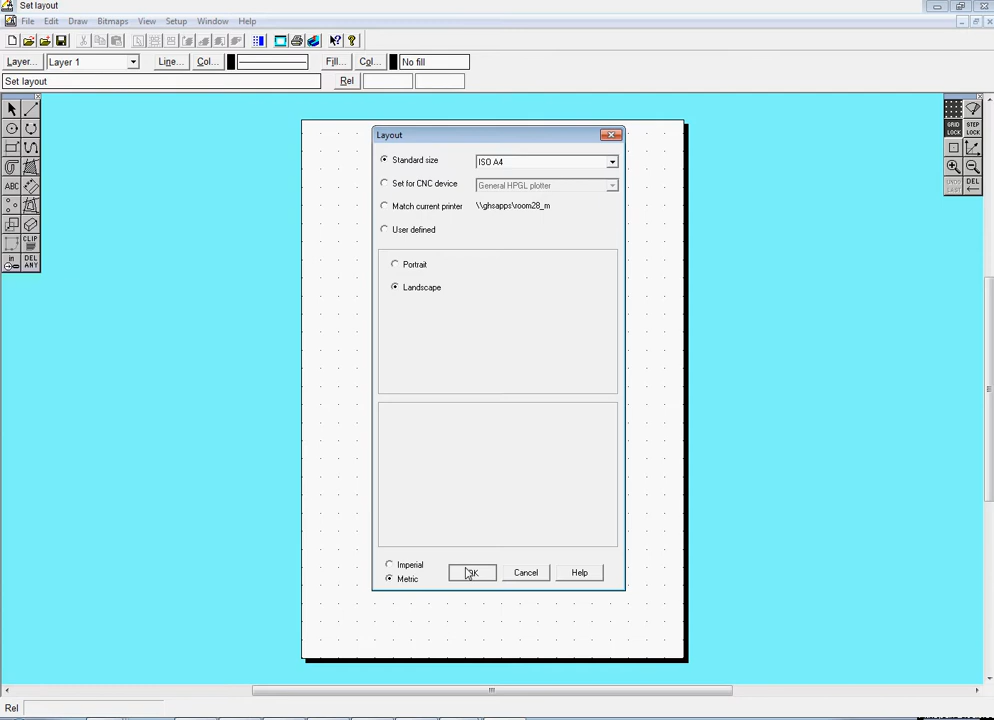 Set layout
File Edit Draw Bitmaps View Setup Window Help
Layer... Layer 1 Line... Col... Fill... Col... No fill
Set layout Rel
Layout
Standard size ISO A4
Set for CNC device General HPGL plotter
Match current printer \\ghsapps\room28_m
User defined
Portrait
Landscape
Imperial
Metric
OK Cancel Help
ABC
CLIP
in DEL ANY
GRID LOCK STEP LOCK
UNDO LAST DEL
Rel